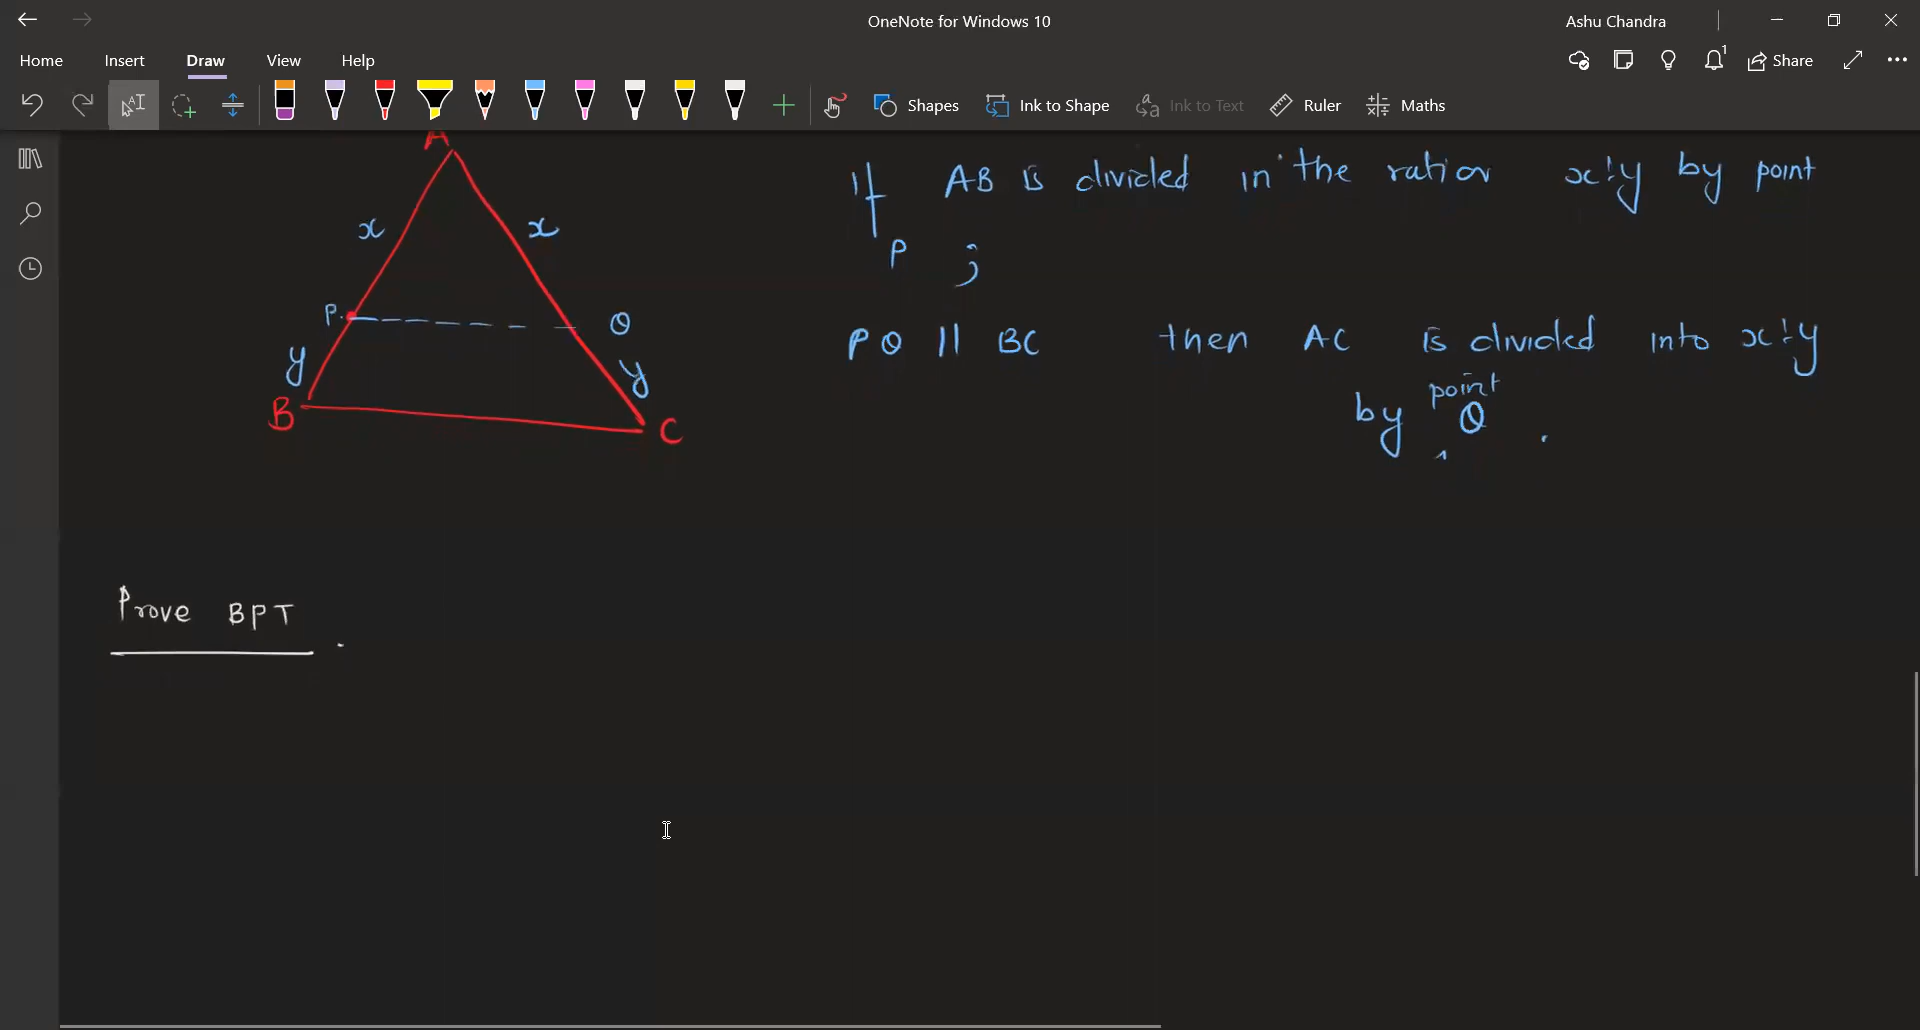 OneNote for Windows 10
Ashu Chandra
Home Insert Draw View Help
1
Share
Shapes Ink to Shape Ink to Text Ruler Maths
A
If AB is divided in the ratior x:y by point
P ;
x x
P. Q
PQ || BC then AC is divided into x:y
y y
point
by Q .
B C
Prove BPT .